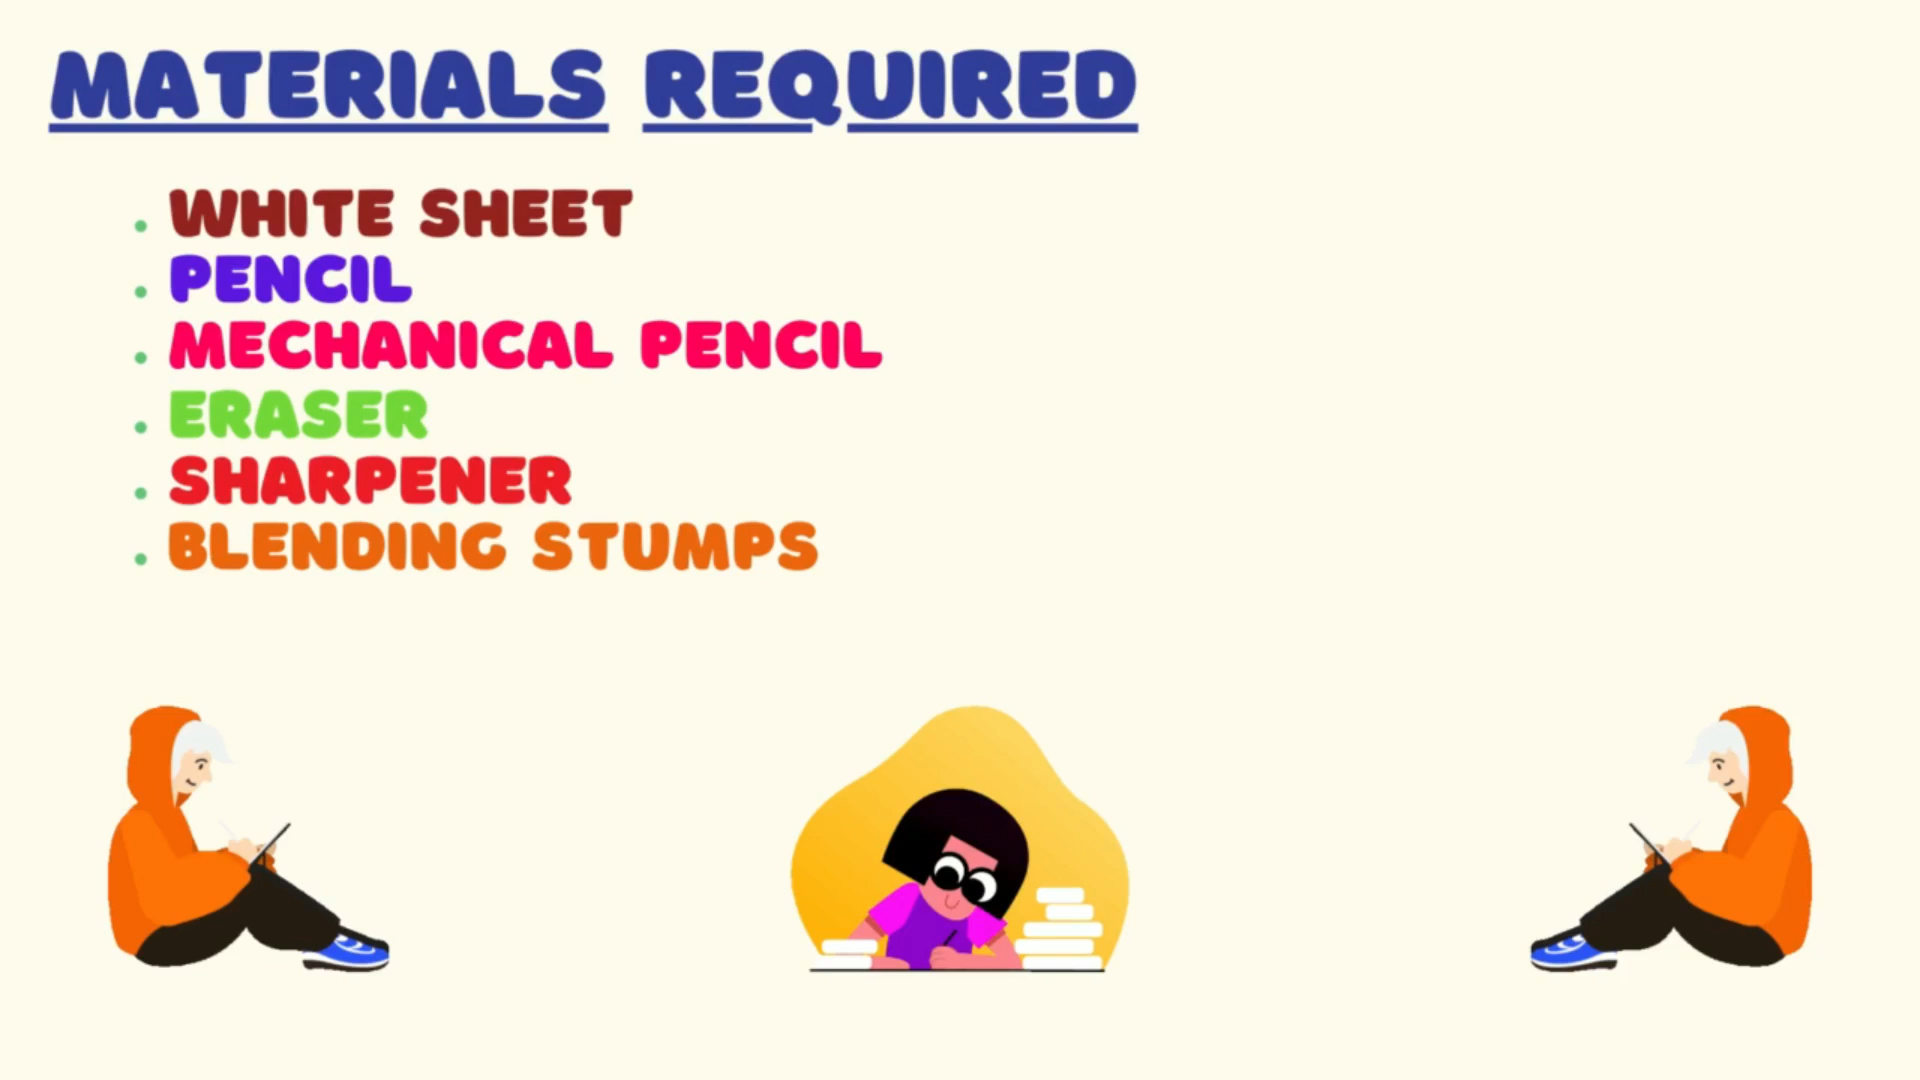 MATERIALS REQUIRED
WHITE SHEET
PENCIL
MECHANICAL PENCIL
ERASER
SHARPENER
BLENDING STUMPS